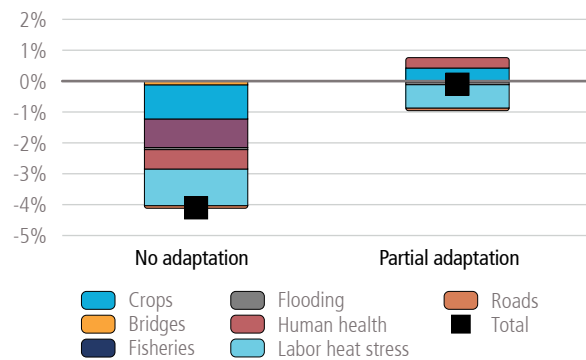 2%
1%
0%
-1%
-2%
-3%
-4%
-5%
No adaptation Partial adaptation
Crops Flooding Roads
Bridges Human health Total
Fisheries Labor heat stress